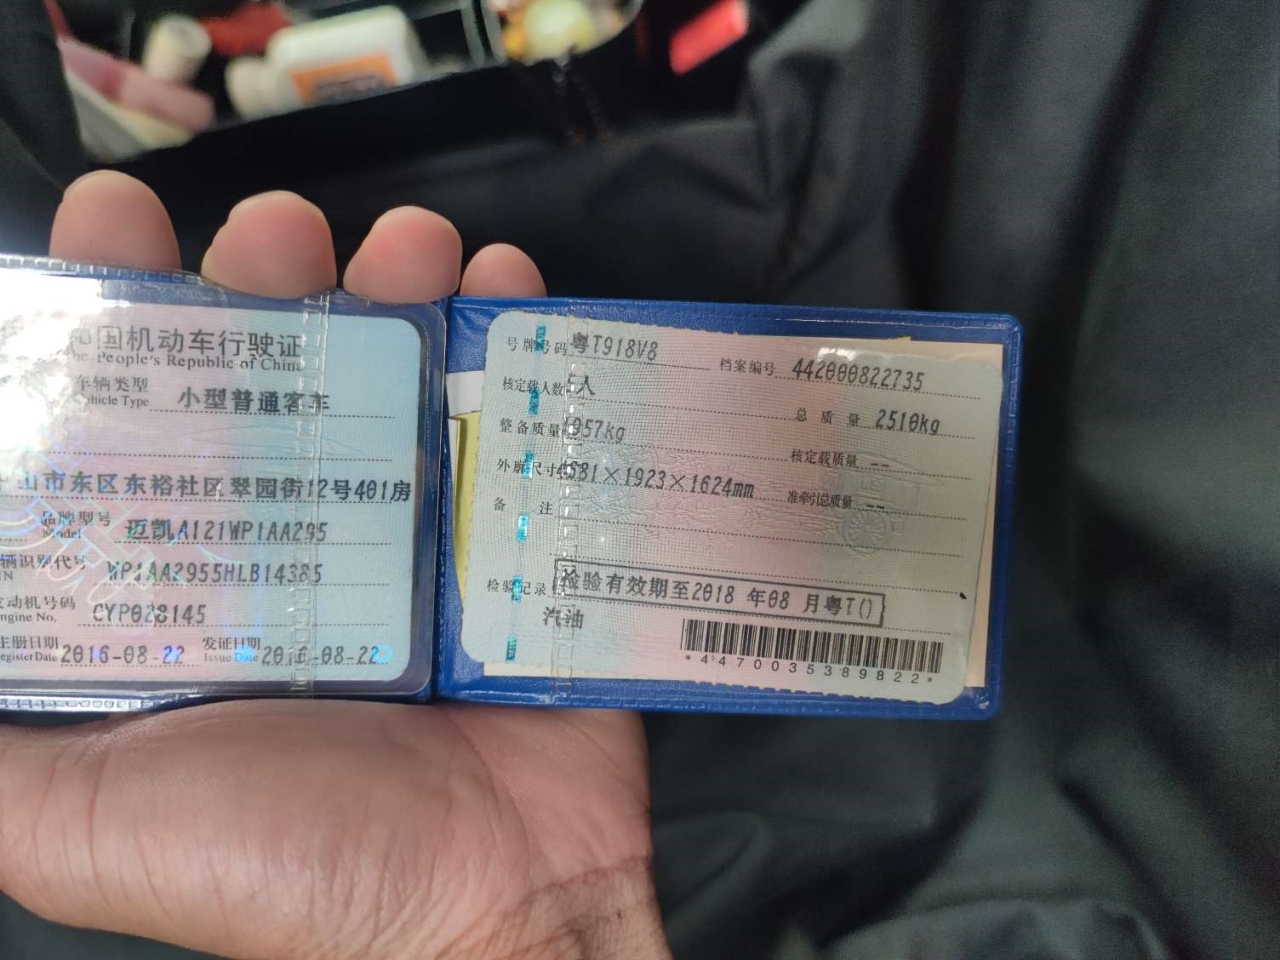 国机动车行驶证
the People's Republic of China
车辆类型
Vehicle Type
小型普通客车
山市东区东裕社区翠园街12号401房
品牌型号
Model
迈凯A121WP1AA295
辆识别代号
WP1AA2955HLB14385
发动机号码
Engine No.
CYP028145
注册日期
Register Date
2016-08-22
发证日期
Issue Date
2016-08-22
号牌号码
粤T918V8
档案编号
442000822735
核定载人数
人
总质量
2510kg
整备质量
957kg
核定载质量
--
外廓尺寸
4681×1923×1624mm
准牵引总质量
--
备注
检验记录
检验有效期至2018年08月粤T()
汽油
*4470035389822*